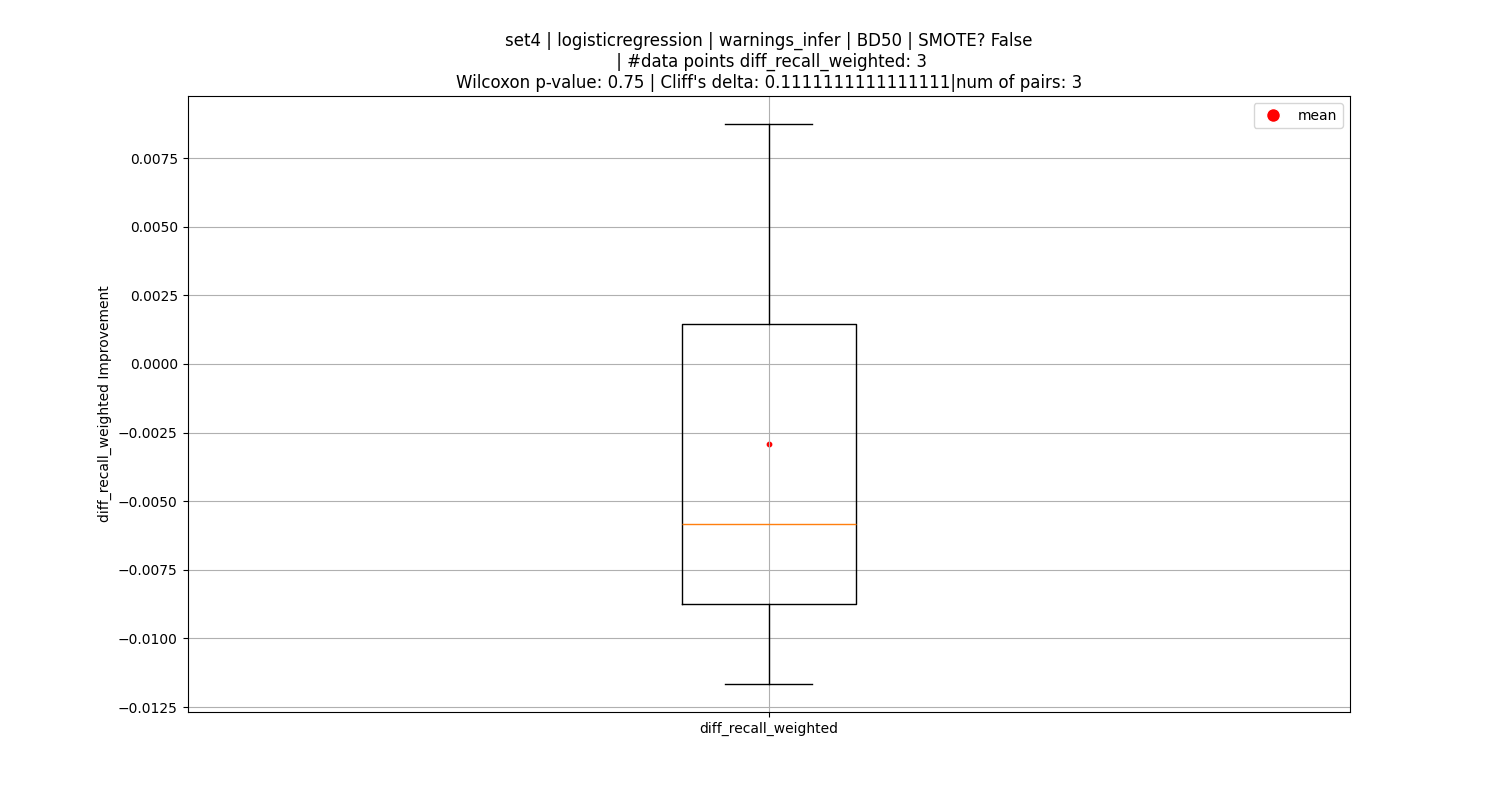 set4 | logisticregression | warnings_infer | BD50 | SMOTE? False
| #data points diff_recall_weighted: 3
Wilcoxon p-value: 0.75 | Cliff's delta: 0.1111111111111111|num of pairs: 3
mean
0.0075
0.0050
0.0025
0.0000
−0.0025
−0.0050
−0.0075
−0.0100
−0.0125
diff_recall_weighted Improvement
diff_recall_weighted